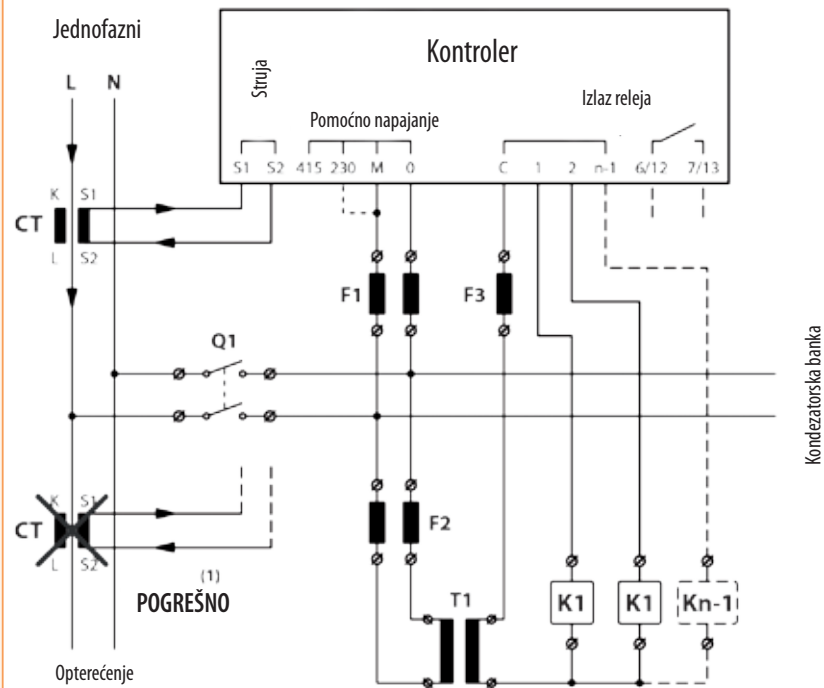 Jednofazni
Kontroler
L N
Struja
Izlaz releja
Pomoćno napajanje
S1 S2 415 230 M 0 C 1 2 n-1 6/12 7/13
K S1
CT
L S2
F1
F3
Q1
Kondezatorska banka
K S1
CT
L S2
F2
(1)
POGREŠNO
T1
K1 K1 Kn-1
Opterećenje